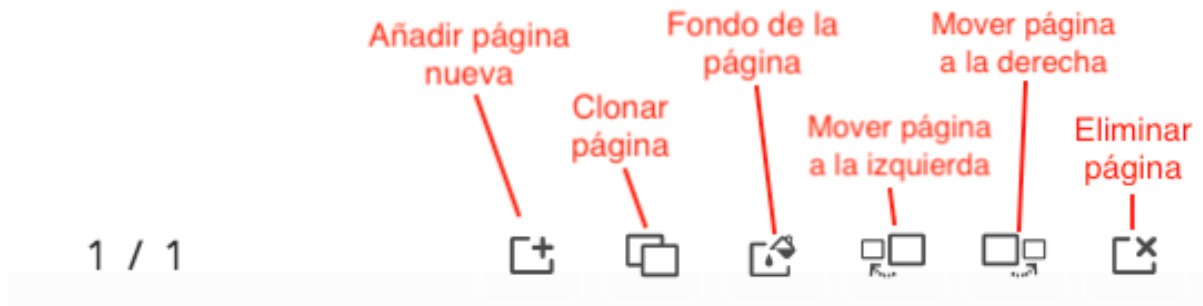 Añadir página
nueva
Clonar
página
Fondo de la
página
Mover página
a la izquierda
Mover página
a la derecha
Eliminar
página
1 / 1